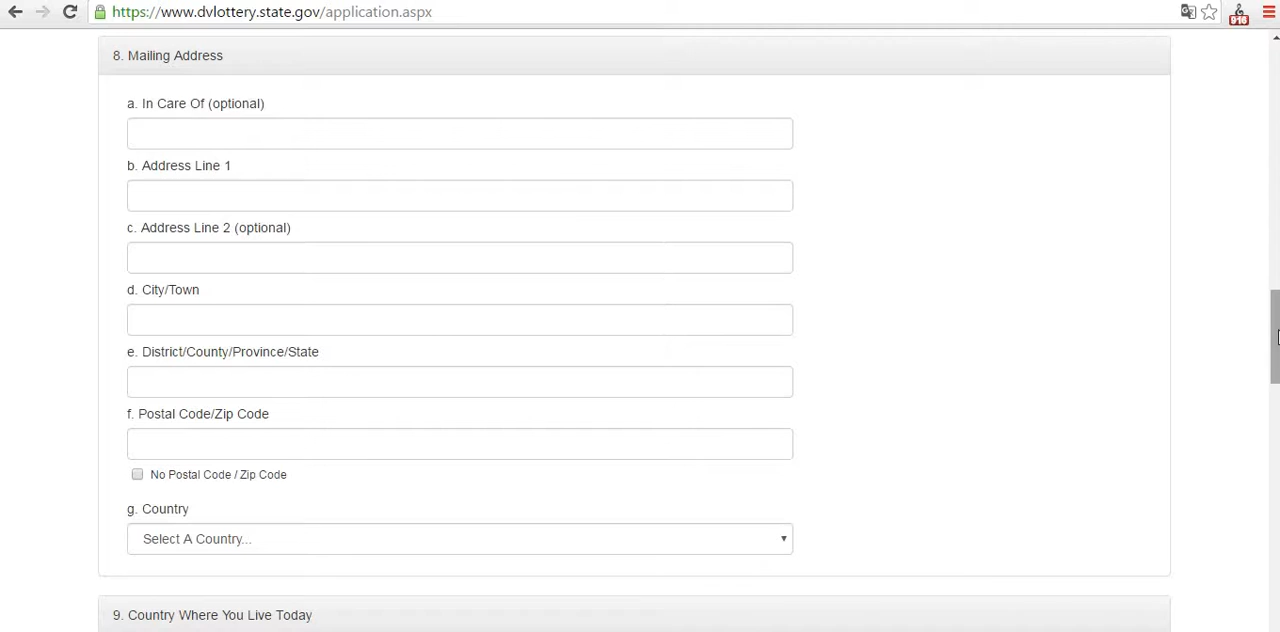 https://www.dvlottery.state.gov/application.aspx
916
8. Mailing Address
a. In Care Of (optional)
b. Address Line 1
c. Address Line 2 (optional)
d. City/Town
e. District/County/Province/State
f. Postal Code/Zip Code
No Postal Code / Zip Code
g. Country
Select A Country...
9. Country Where You Live Today